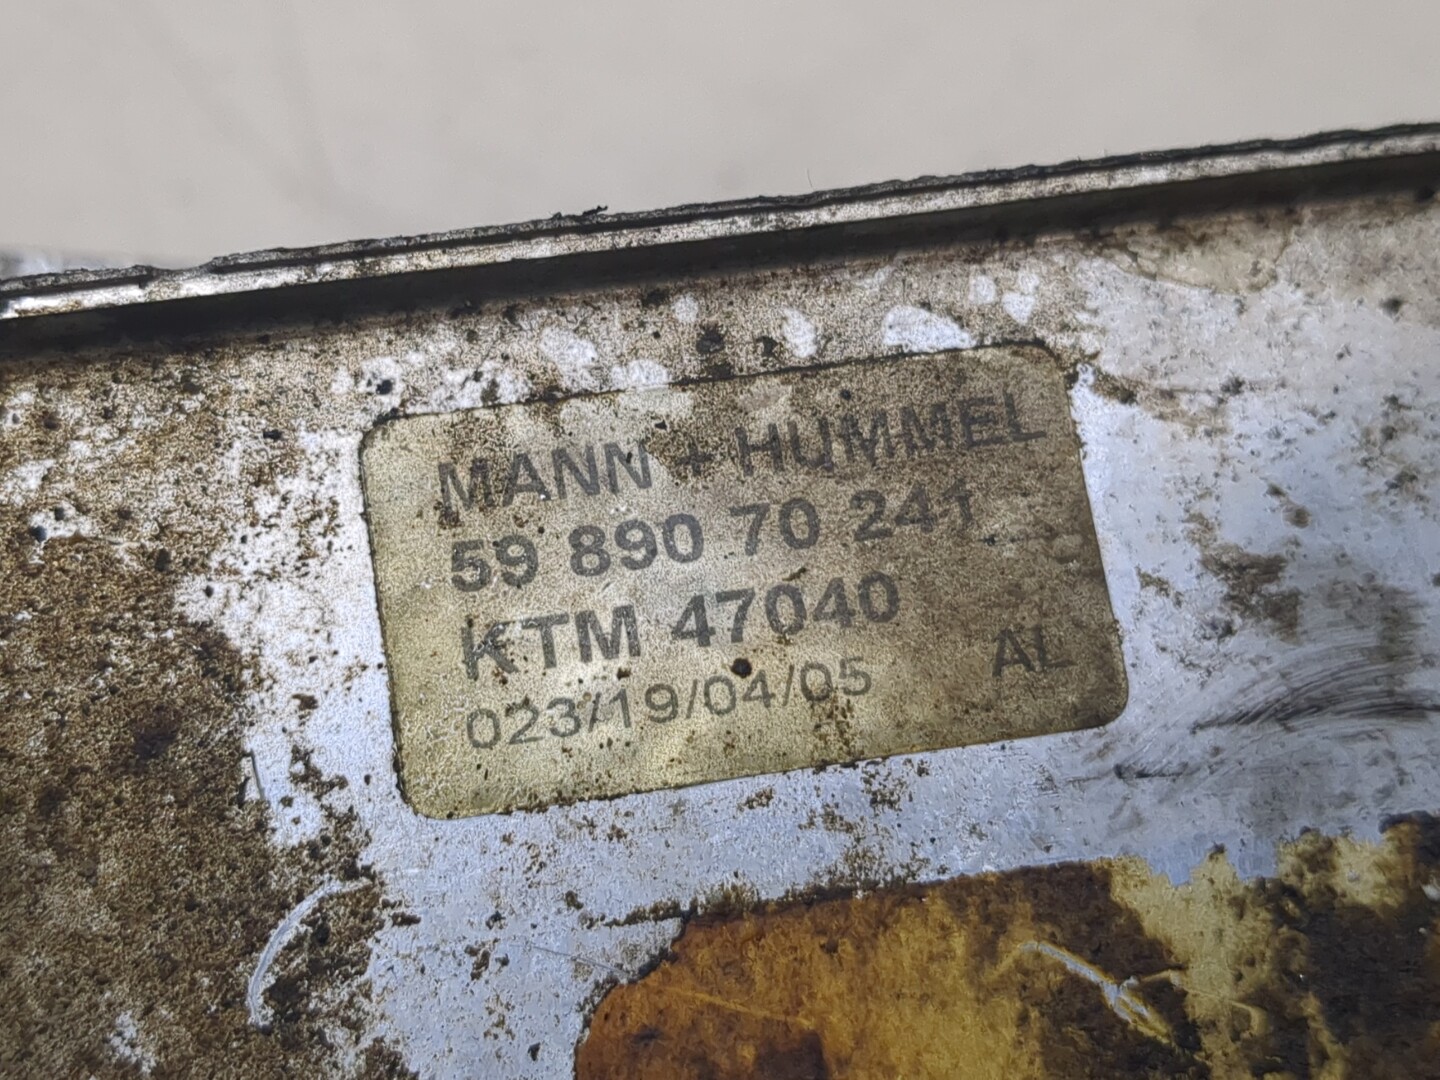 MANN + HUMMEL
59 890 70 241
KTM 47040
023/19/04/05 AL